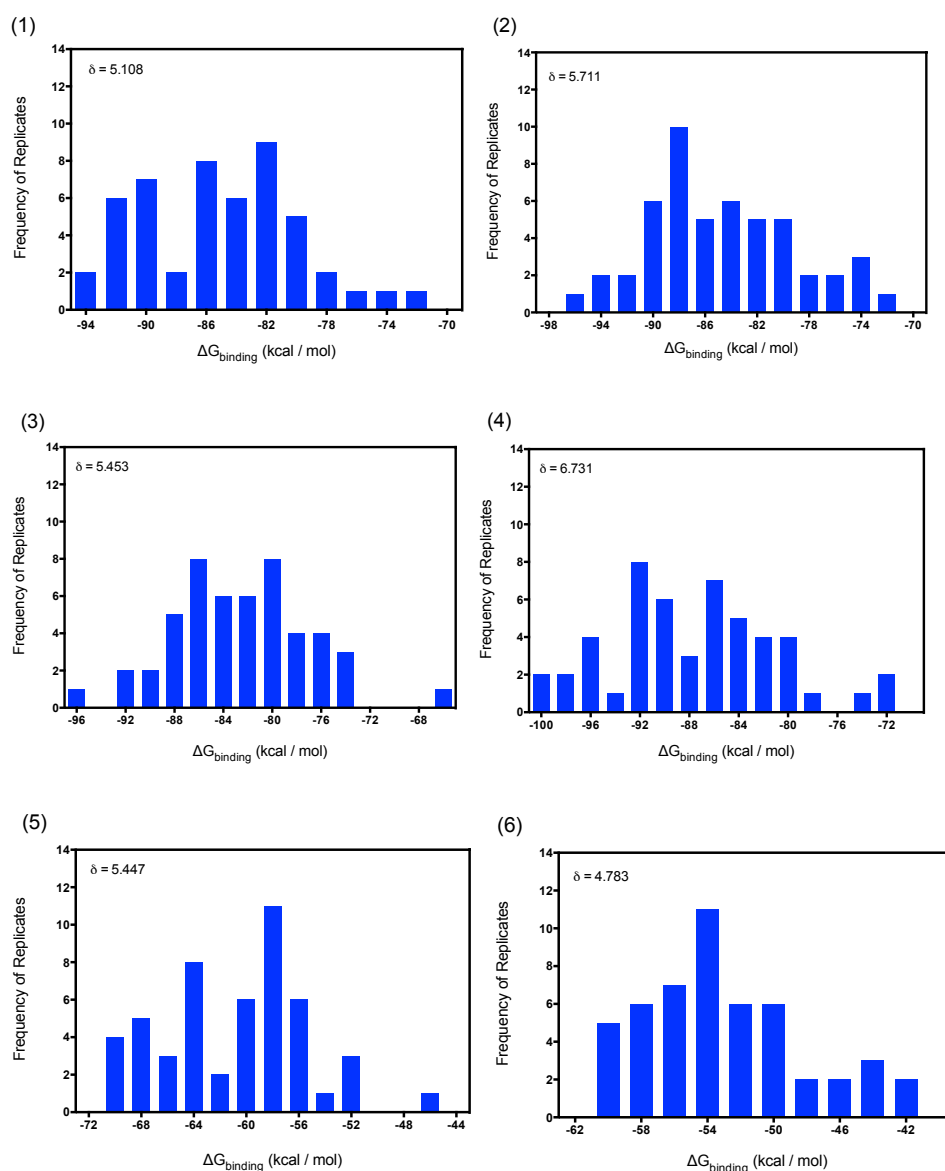 (1)
δ = 5.108
Frequency of Replicates
14
12
10
8
6
4
2
0
-94 -90 -86 -82 -78 -74 -70
ΔGbinding (kcal / mol)
(2)
δ = 5.711
Frequency of Replicates
14
12
10
8
6
4
2
0
-98 -94 -90 -86 -82 -78 -74 -70
ΔGbinding (kcal / mol)
(3)
δ = 5.453
Frequency of Replicates
14
12
10
8
6
4
2
0
-96 -92 -88 -84 -80 -76 -72 -68
ΔGbinding (kcal / mol)
(4)
δ = 6.731
Frequency of Replicates
14
12
10
8
6
4
2
0
-100 -96 -92 -88 -84 -80 -76 -72
ΔGbinding (kcal / mol)
(5)
δ = 5.447
Frequency of Replicates
14
12
10
8
6
4
2
0
-72 -68 -64 -60 -56 -52 -48 -44
ΔGbinding (kcal / mol)
(6)
δ = 4.783
Frequency of Replicates
14
12
10
8
6
4
2
0
-62 -58 -54 -50 -46 -42
ΔGbinding (kcal / mol)